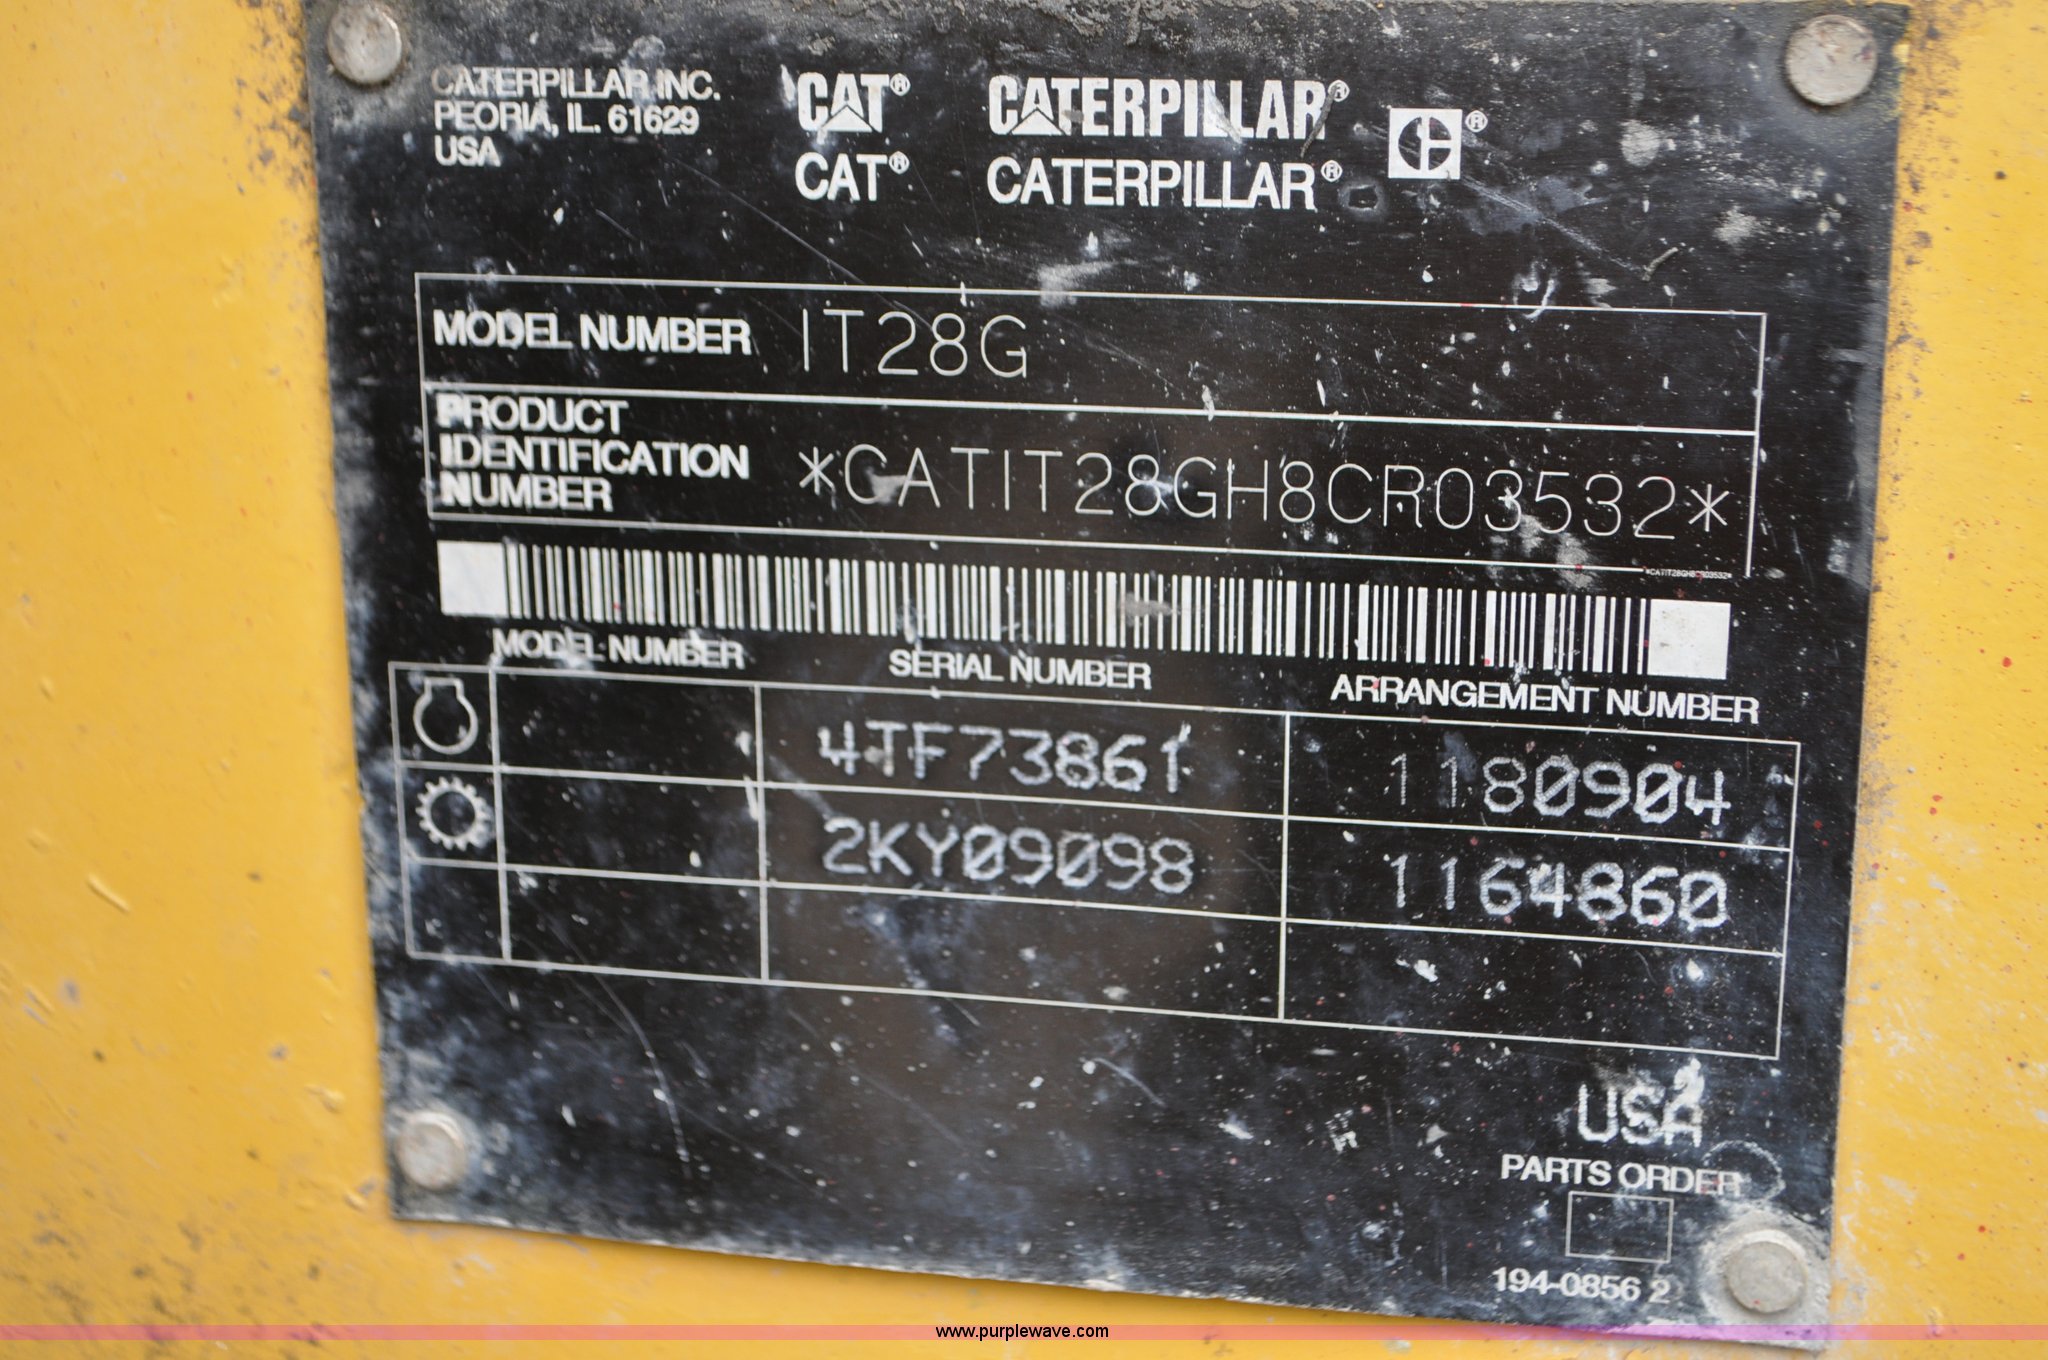 CATERPILLAR INC.
PEORIA, IL. 61629
USA
CAT® CATERPILLAR® ®
CAT® CATERPILLAR®
MODEL NUMBER IT28G
PRODUCT
IDENTIFICATION
NUMBER
*CATIT28GH8CR03532*
*CATIT28GH8CR03532*
MODEL NUMBER SERIAL NUMBER ARRANGEMENT NUMBER
4TF73861 1180904
2KY09098 1164860
USA
PARTS ORDER
194-0856 2
www.purplewave.com